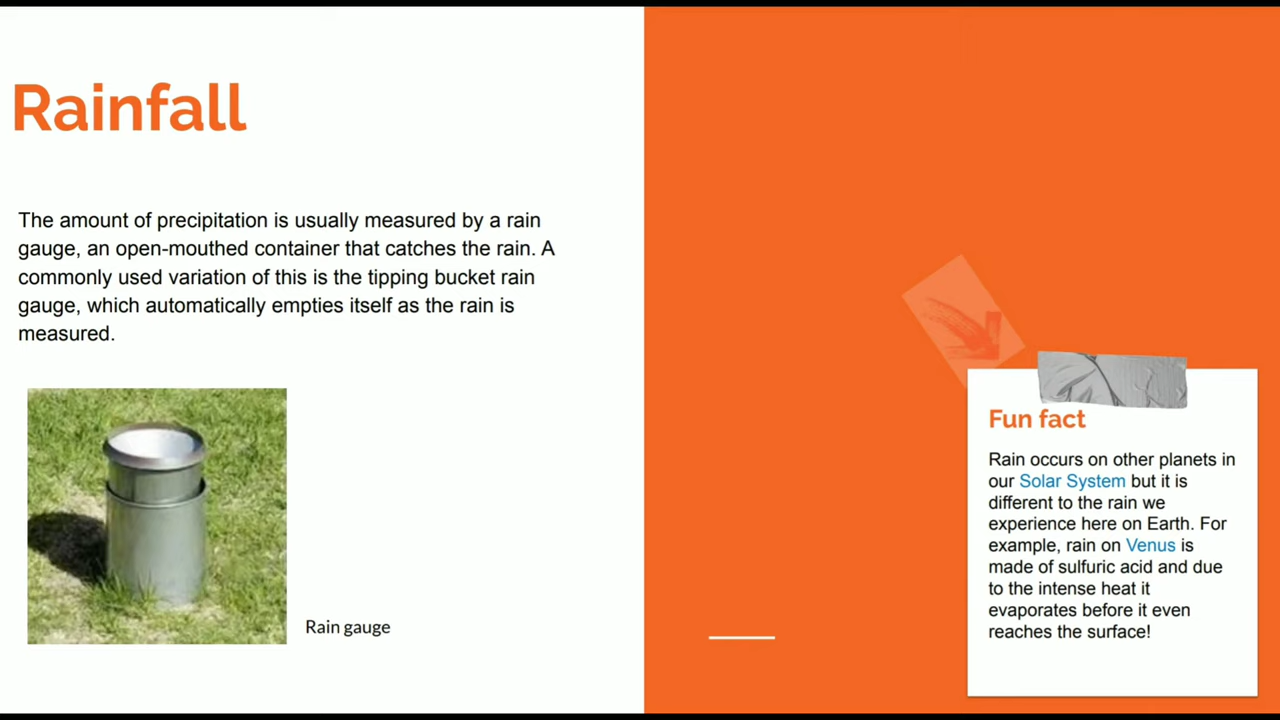 Rainfall
The amount of precipitation is usually measured by a rain
gauge, an open-mouthed container that catches the rain. A
commonly used variation of this is the tipping bucket rain
gauge, which automatically empties itself as the rain is
measured.
Rain gauge
Fun fact
Rain occurs on other planets in
our Solar System but it is
different to the rain we
experience here on Earth. For
example, rain on Venus is
made of sulfuric acid and due
to the intense heat it
evaporates before it even
reaches the surface!